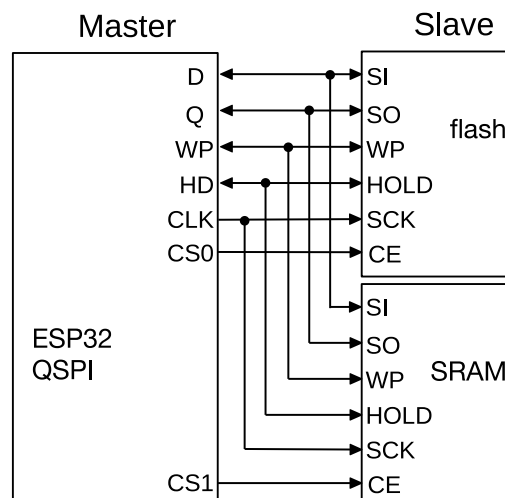 Master
Slave
D
Q
WP
HD
CLK
CS0
ESP32
QSPI
CS1
SI
SO
WP
HOLD
SCK
CE
flash
SI
SO
WP
HOLD
SCK
CE
SRAM